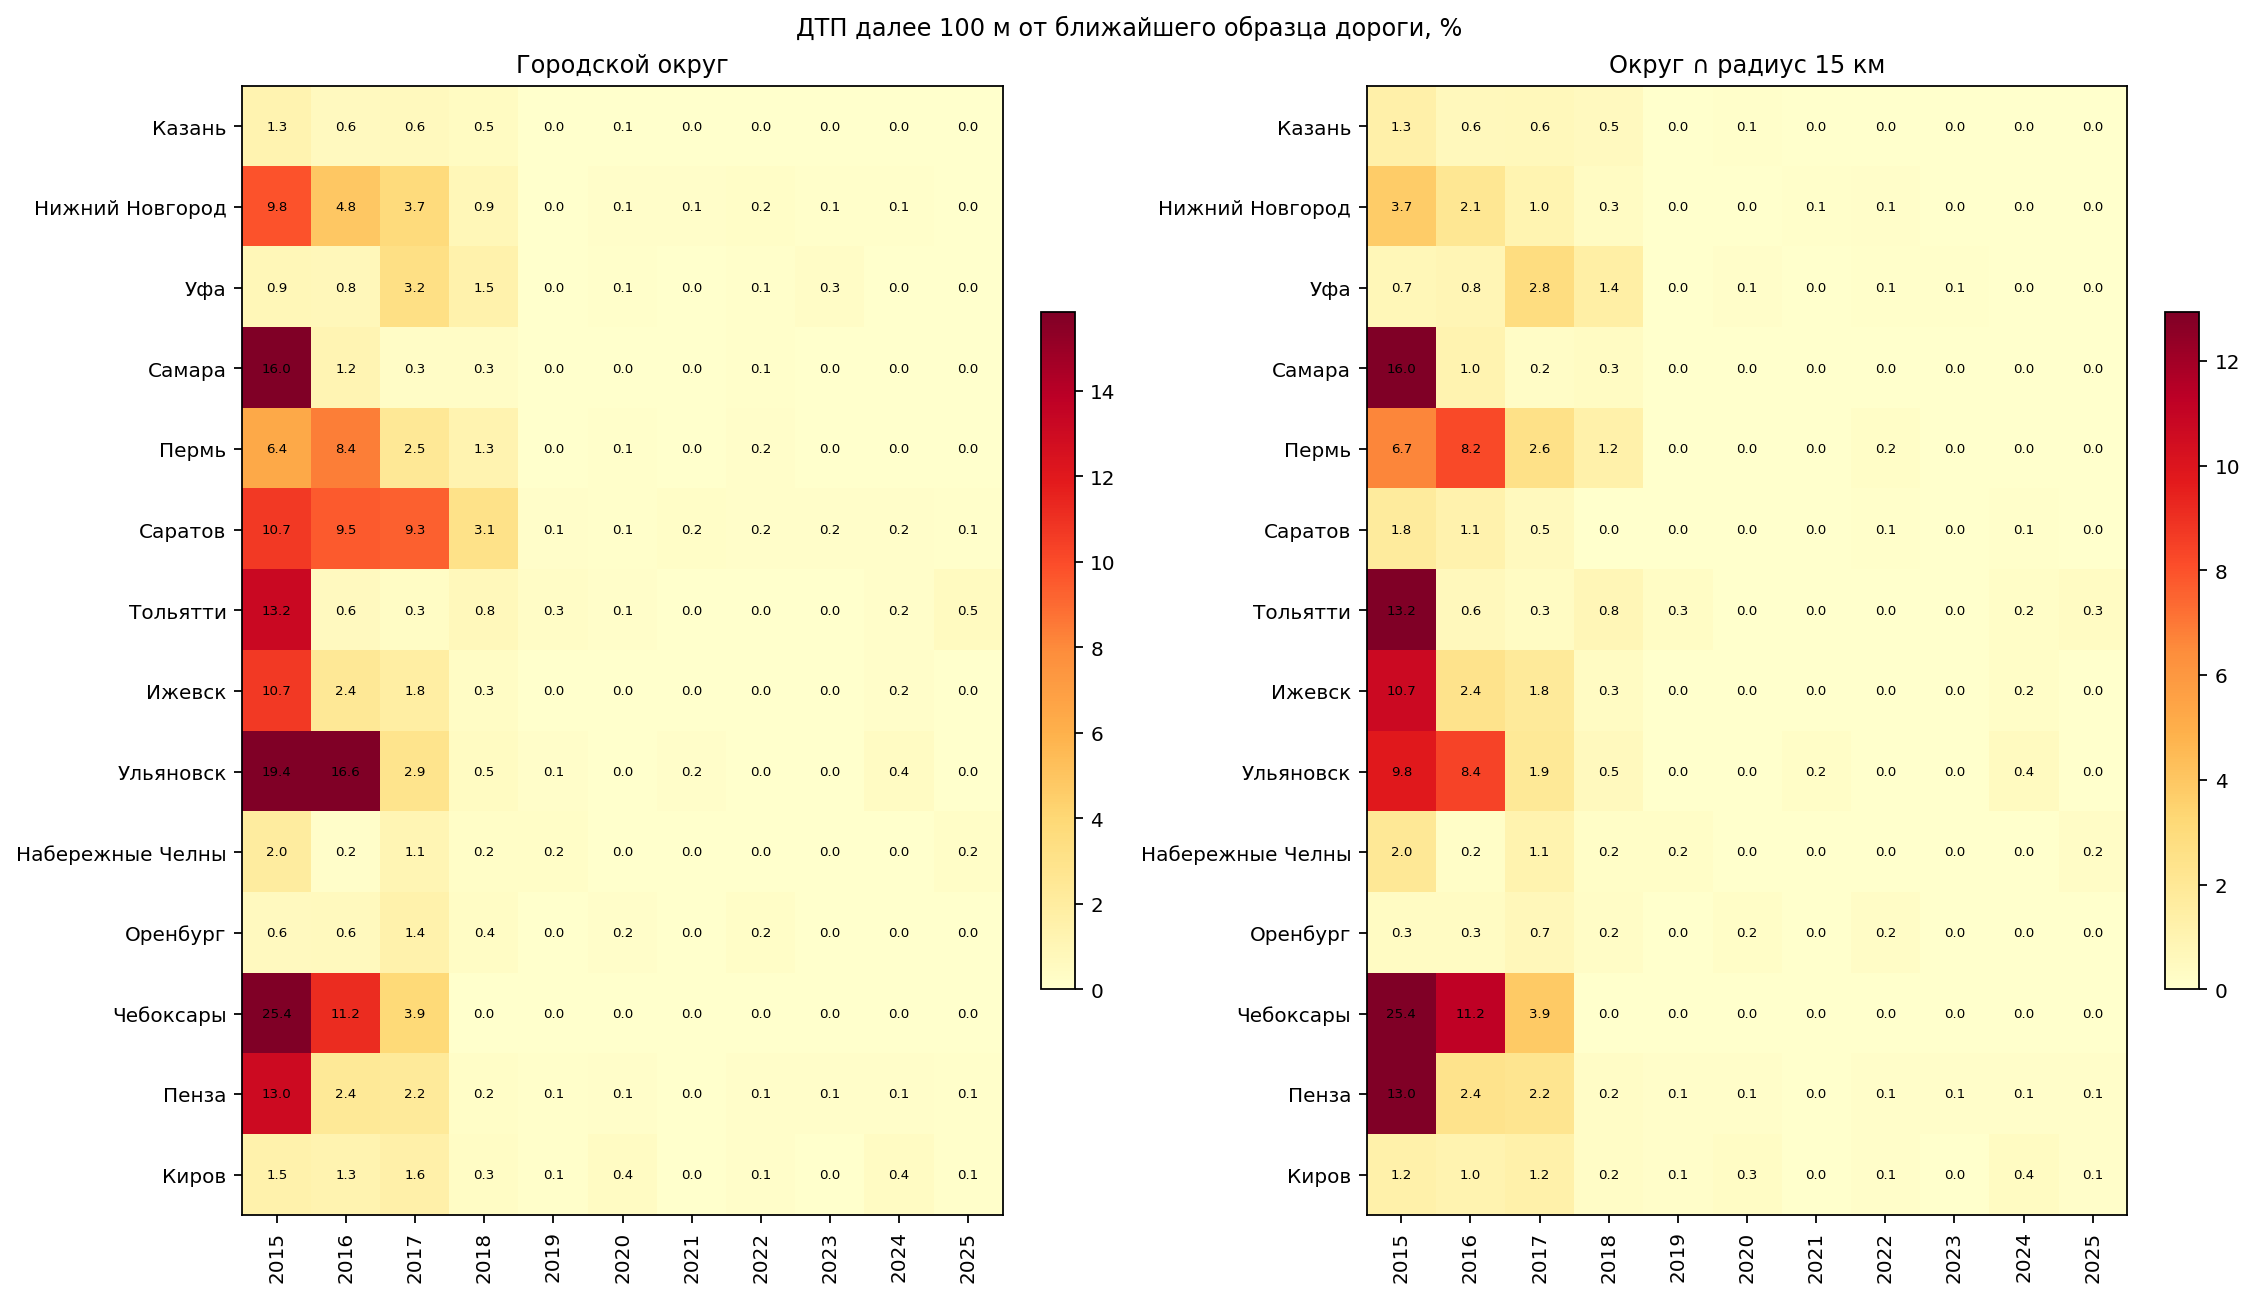 ДТП далее 100 м от ближайшего образца дороги, %
Городской округ
Казань 1.3 0.6 0.6 0.5 0.0 0.1 0.0 0.0 0.0 0.0 0.0
Нижний Новгород 9.8 4.8 3.7 0.9 0.0 0.1 0.1 0.2 0.1 0.1 0.0
Уфа 0.9 0.8 3.2 1.5 0.0 0.1 0.0 0.1 0.3 0.0 0.0
Самара 16.0 1.2 0.3 0.3 0.0 0.0 0.0 0.1 0.0 0.0 0.0
Пермь 6.4 8.4 2.5 1.3 0.0 0.1 0.0 0.2 0.0 0.0 0.0
Саратов 10.7 9.5 9.3 3.1 0.1 0.1 0.2 0.2 0.2 0.2 0.1
Тольятти 13.2 0.6 0.3 0.8 0.3 0.1 0.0 0.0 0.0 0.2 0.5
Ижевск 10.7 2.4 1.8 0.3 0.0 0.0 0.0 0.0 0.0 0.2 0.0
Ульяновск 19.4 16.6 2.9 0.5 0.1 0.0 0.2 0.0 0.0 0.4 0.0
Набережные Челны 2.0 0.2 1.1 0.2 0.2 0.0 0.0 0.0 0.0 0.0 0.2
Оренбург 0.6 0.6 1.4 0.4 0.0 0.2 0.0 0.2 0.0 0.0 0.0
Чебоксары 25.4 11.2 3.9 0.0 0.0 0.0 0.0 0.0 0.0 0.0 0.0
Пенза 13.0 2.4 2.2 0.2 0.1 0.1 0.0 0.1 0.1 0.1 0.1
Киров 1.5 1.3 1.6 0.3 0.1 0.4 0.0 0.1 0.0 0.4 0.1
2015 2016 2017 2018 2019 2020 2021 2022 2023 2024 2025
14
12
10
8
6
4
2
0
Округ ∩ радиус 15 км
Казань 1.3 0.6 0.6 0.5 0.0 0.1 0.0 0.0 0.0 0.0 0.0
Нижний Новгород 3.7 2.1 1.0 0.3 0.0 0.0 0.1 0.1 0.0 0.0 0.0
Уфа 0.7 0.8 2.8 1.4 0.0 0.1 0.0 0.1 0.1 0.0 0.0
Самара 16.0 1.0 0.2 0.3 0.0 0.0 0.0 0.0 0.0 0.0 0.0
Пермь 6.7 8.2 2.6 1.2 0.0 0.0 0.0 0.2 0.0 0.0 0.0
Саратов 1.8 1.1 0.5 0.0 0.0 0.0 0.0 0.1 0.0 0.1 0.0
Тольятти 13.2 0.6 0.3 0.8 0.3 0.0 0.0 0.0 0.0 0.2 0.3
Ижевск 10.7 2.4 1.8 0.3 0.0 0.0 0.0 0.0 0.0 0.2 0.0
Ульяновск 9.8 8.4 1.9 0.5 0.0 0.0 0.2 0.0 0.0 0.4 0.0
Набережные Челны 2.0 0.2 1.1 0.2 0.2 0.0 0.0 0.0 0.0 0.0 0.2
Оренбург 0.3 0.3 0.7 0.2 0.0 0.2 0.0 0.2 0.0 0.0 0.0
Чебоксары 25.4 11.2 3.9 0.0 0.0 0.0 0.0 0.0 0.0 0.0 0.0
Пенза 13.0 2.4 2.2 0.2 0.1 0.1 0.0 0.1 0.1 0.1 0.1
Киров 1.2 1.0 1.2 0.2 0.1 0.3 0.0 0.1 0.0 0.4 0.1
2015 2016 2017 2018 2019 2020 2021 2022 2023 2024 2025
12
10
8
6
4
2
0